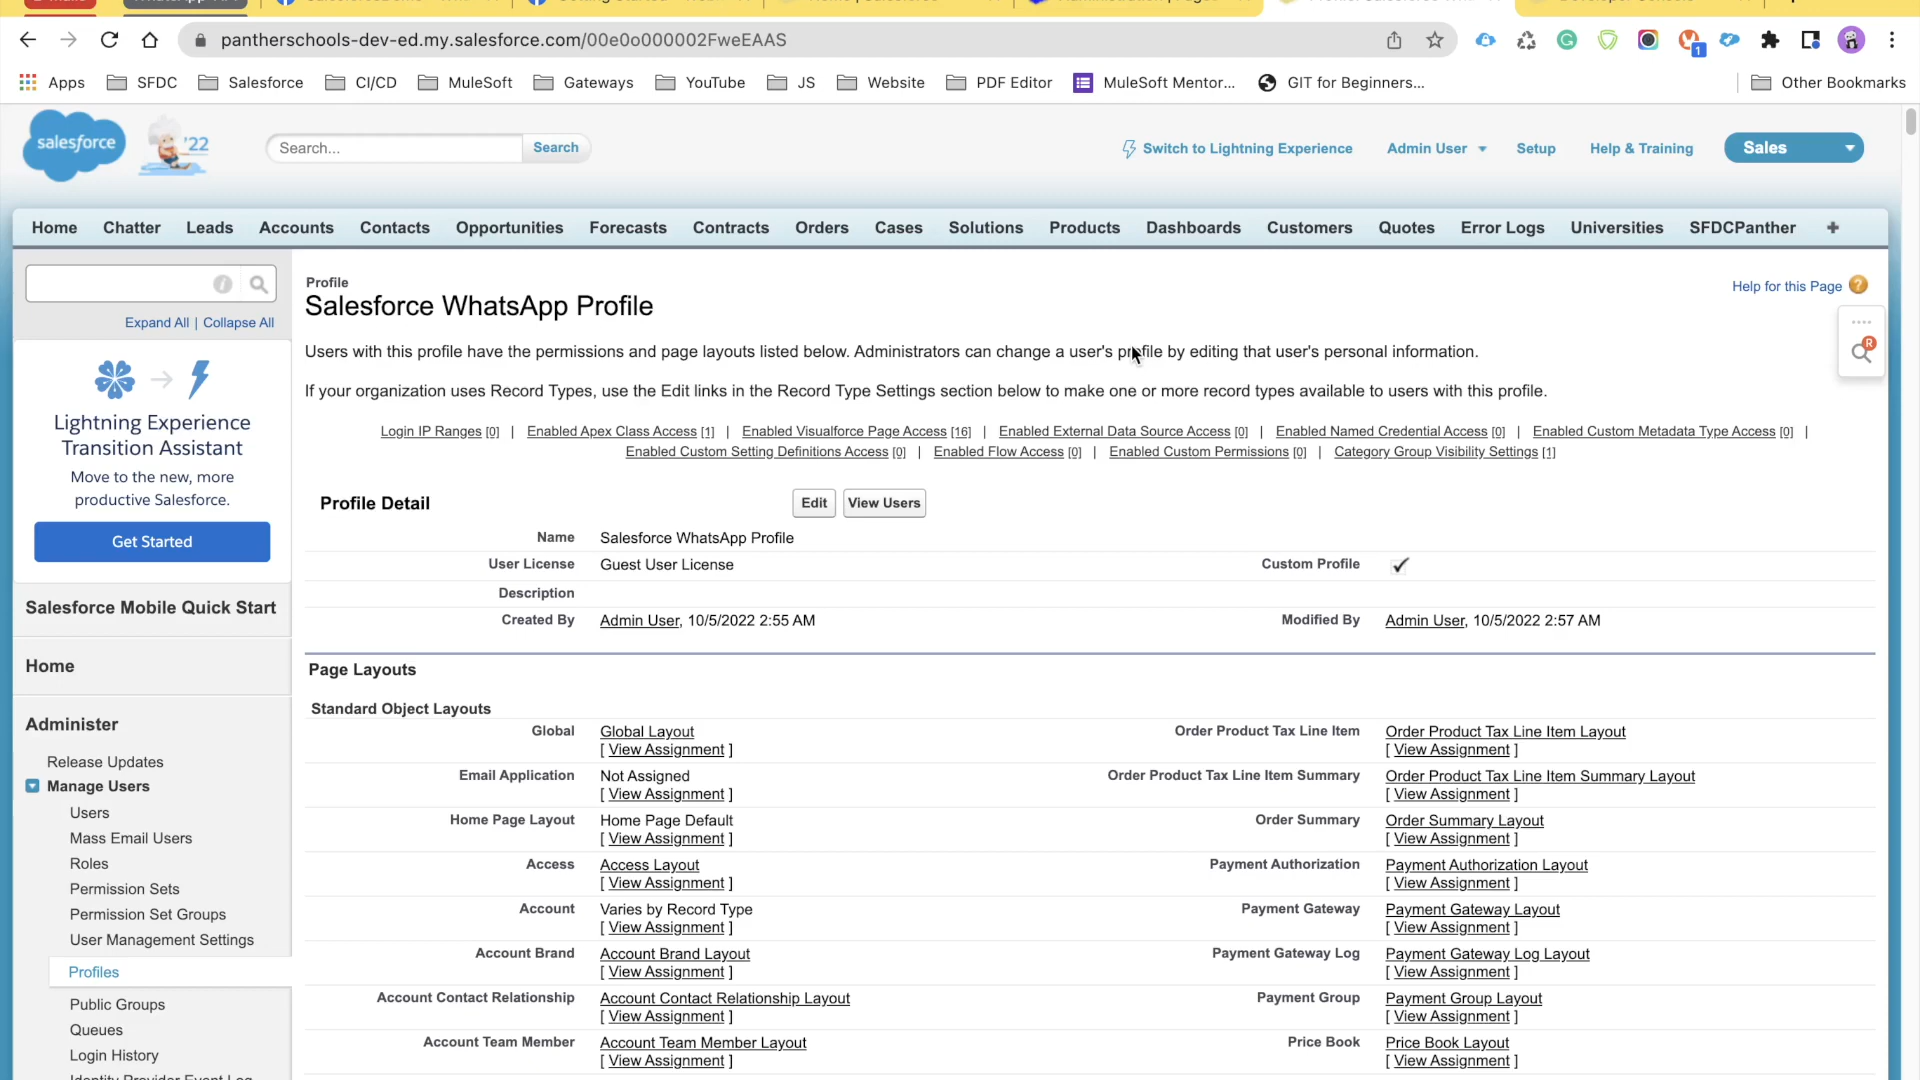 pantherschools-dev-ed.my.salesforce.com/00e0o000002FweEAAS
1
Apps SFDC Salesforce CI/CD MuleSoft Gateways YouTube JS Website PDF Editor MuleSoft Mentor... GIT for Beginners... Other Bookmarks
salesforce '22 Search... Search Switch to Lightning Experience Admin User Setup Help & Training Sales
Home Chatter Leads Accounts Contacts Opportunities Forecasts Contracts Orders Cases Solutions Products Dashboards Customers Quotes Error Logs Universities SFDCPanther +
Expand All | Collapse All
Lightning Experience
Transition Assistant
Move to the new, more
productive Salesforce.
Get Started
Salesforce Mobile Quick Start
Home
Administer
Release Updates
Manage Users
Users
Mass Email Users
Roles
Permission Sets
Permission Set Groups
User Management Settings
Profiles
Public Groups
Queues
Login History
Identity Provider Event Log
Profile
Salesforce WhatsApp Profile
Help for this Page ?
R
Users with this profile have the permissions and page layouts listed below. Administrators can change a user's profile by editing that user's personal information.
If your organization uses Record Types, use the Edit links in the Record Type Settings section below to make one or more record types available to users with this profile.
Login IP Ranges [0] | Enabled Apex Class Access [1] | Enabled Visualforce Page Access [16] | Enabled External Data Source Access [0] | Enabled Named Credential Access [0] | Enabled Custom Metadata Type Access [0] |
Enabled Custom Setting Definitions Access [0] | Enabled Flow Access [0] | Enabled Custom Permissions [0] | Category Group Visibility Settings [1]
Profile Detail Edit View Users
Name Salesforce WhatsApp Profile
User License Guest User License Custom Profile ✓
Description
Created By Admin User, 10/5/2022 2:55 AM Modified By Admin User, 10/5/2022 2:57 AM
Page Layouts
Standard Object Layouts
Global Global Layout Order Product Tax Line Item Order Product Tax Line Item Layout
[ View Assignment ] [ View Assignment ]
Email Application Not Assigned Order Product Tax Line Item Summary Order Product Tax Line Item Summary Layout
[ View Assignment ] [ View Assignment ]
Home Page Layout Home Page Default Order Summary Order Summary Layout
[ View Assignment ] [ View Assignment ]
Access Access Layout Payment Authorization Payment Authorization Layout
[ View Assignment ] [ View Assignment ]
Account Varies by Record Type Payment Gateway Payment Gateway Layout
[ View Assignment ] [ View Assignment ]
Account Brand Account Brand Layout Payment Gateway Log Payment Gateway Log Layout
[ View Assignment ] [ View Assignment ]
Account Contact Relationship Account Contact Relationship Layout Payment Group Payment Group Layout
[ View Assignment ] [ View Assignment ]
Account Team Member Account Team Member Layout Price Book Price Book Layout
[ View Assignment ] [ View Assignment ]